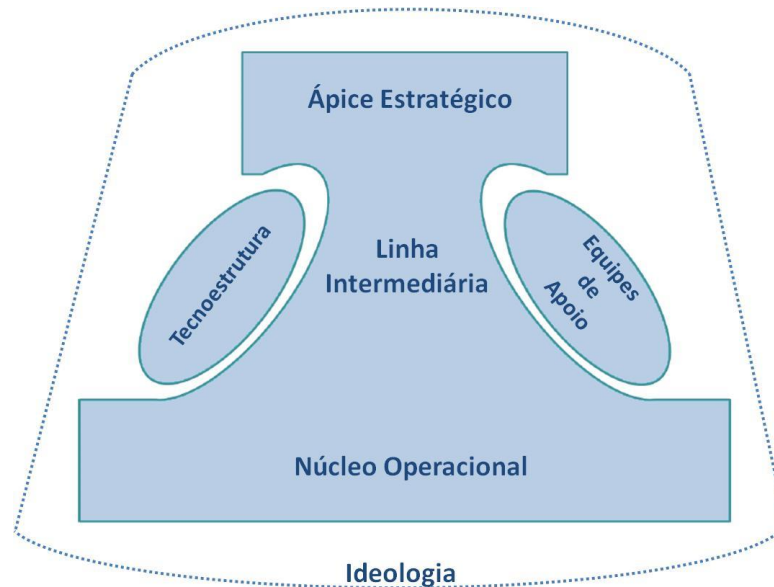 Ápice Estratégico
Tecnoestrutura
Linha
Intermediária
Equipes
de
Apoio
Núcleo Operacional
Ideologia